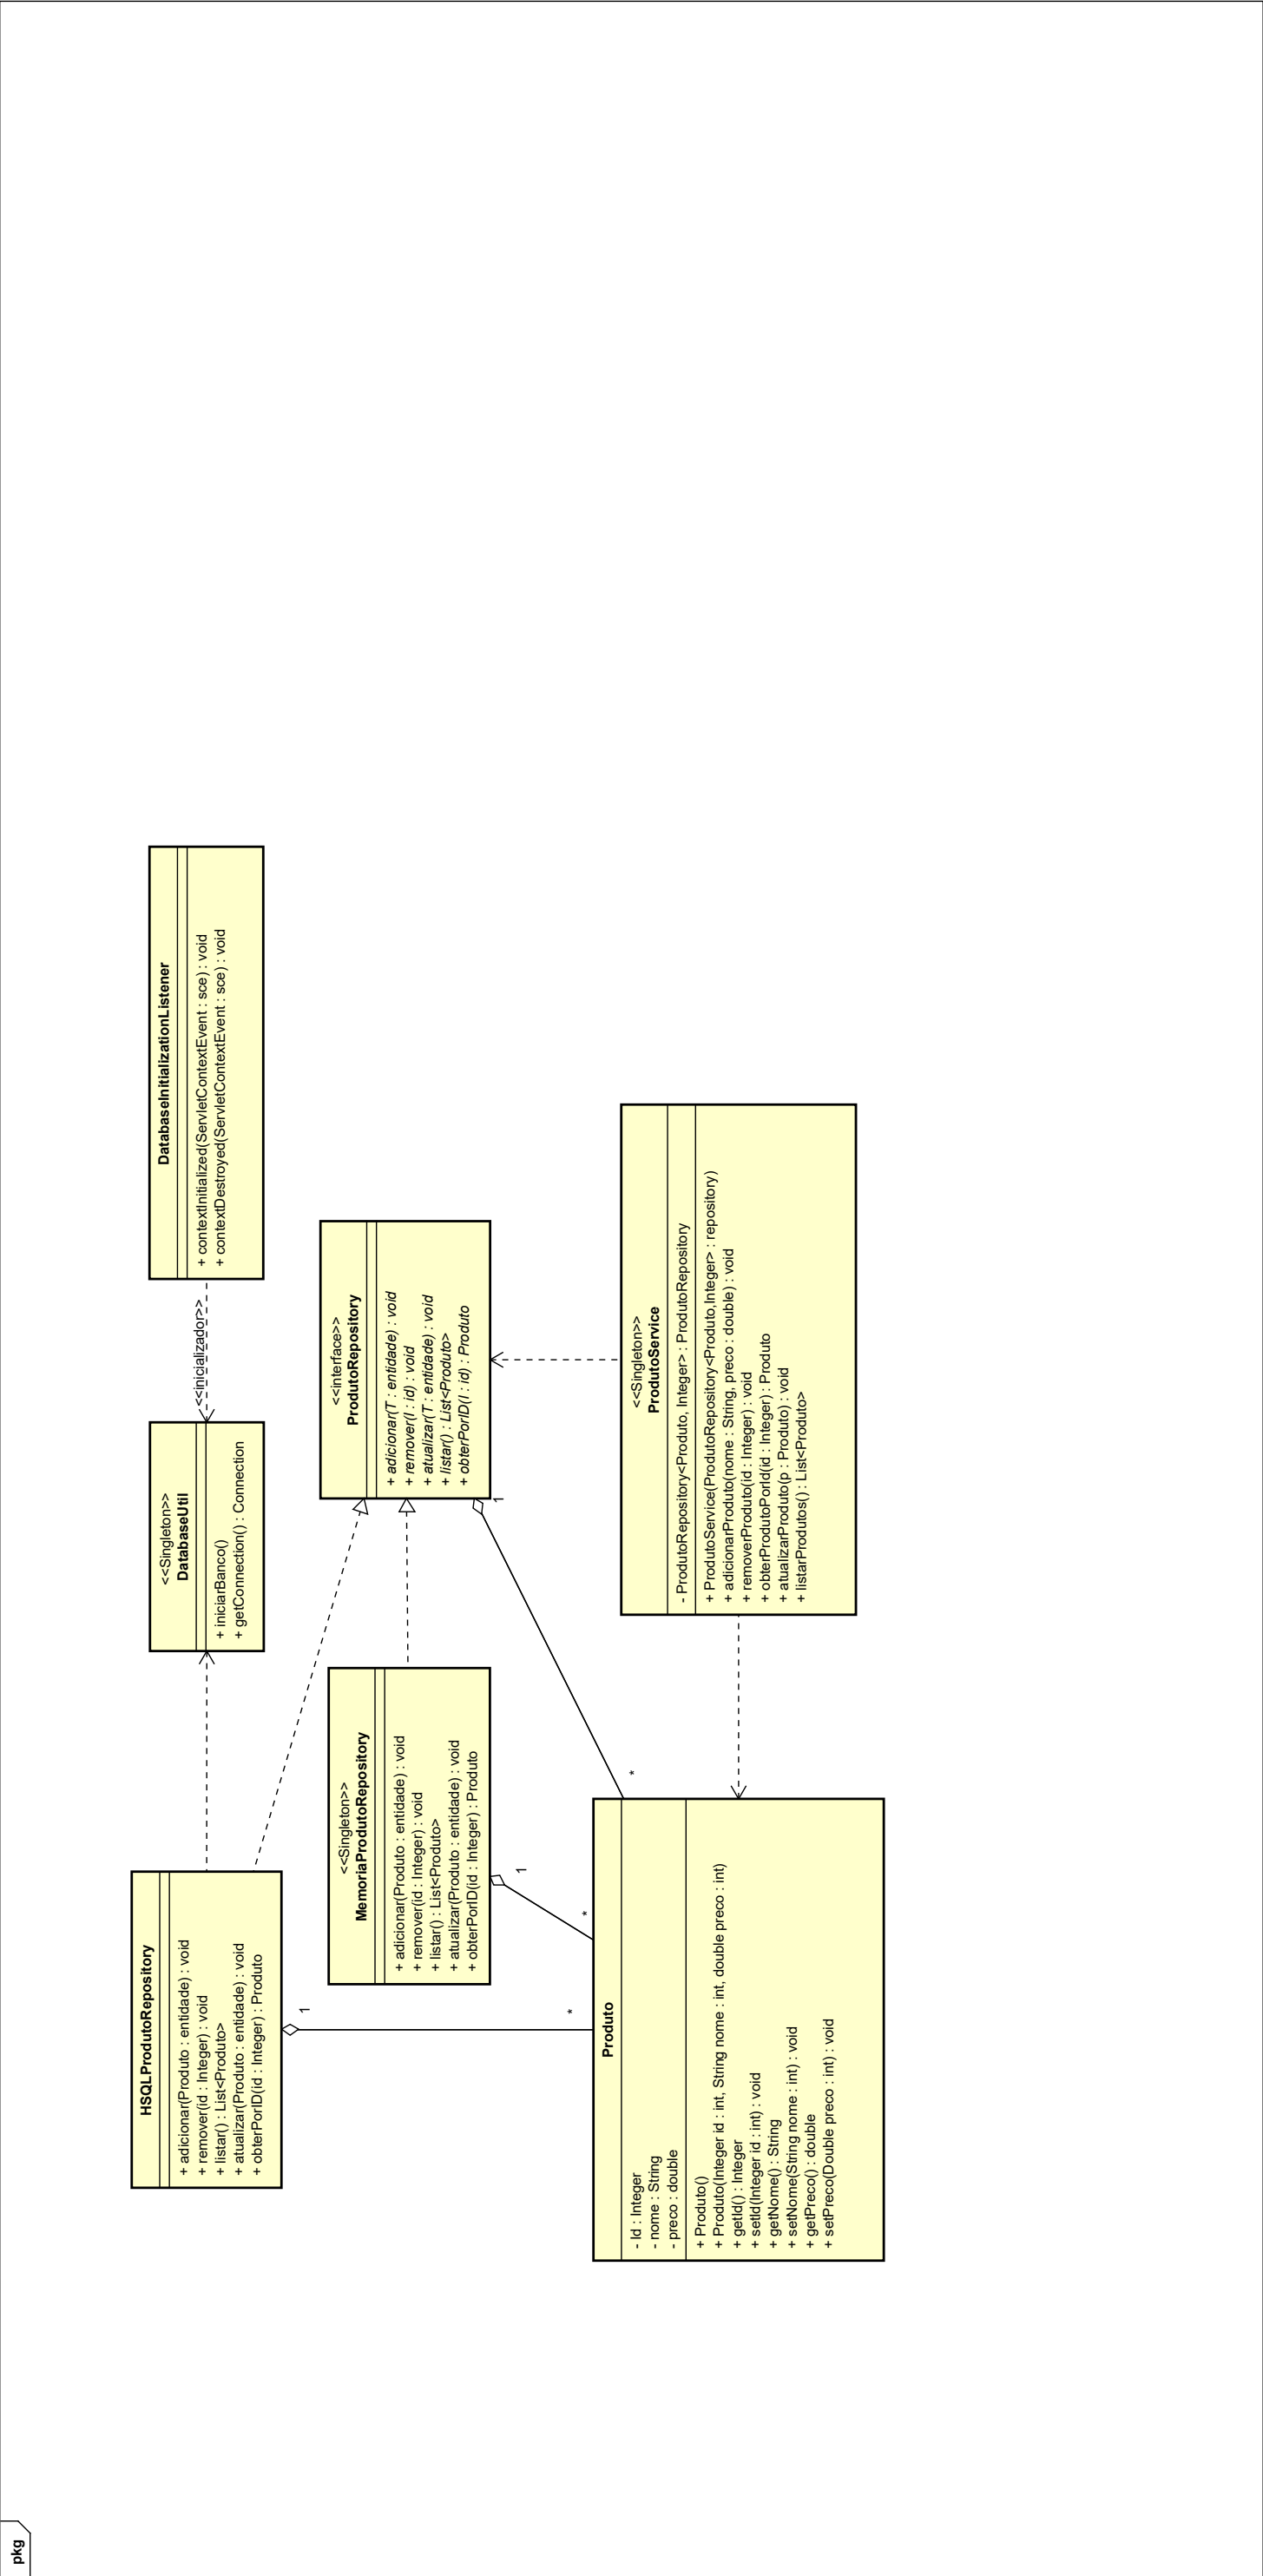 pkg
HSQLProdutoRepository
+ adicionar(Produto : entidade) : void
+ remover(id : Integer) : void
+ listar() : List<Produto>
+ atualizar(Produto : entidade) : void
+ obterPorID(id : Integer) : Produto
<<Singleton>>
DatabaseUtil
+ iniciarBanco()
+ getConnection() : Connection
<<inicializador>>
DatabaseInitializationListener
+ contextInitialized(ServletContextEvent : sce) : void
+ contextDestroyed(ServletContextEvent : sce) : void
<<Singleton>>
MemoriaProdutoRepository
+ adicionar(Produto : entidade) : void
+ remover(id : Integer) : void
+ listar() : List<Produto>
+ atualizar(Produto : entidade) : void
+ obterPorID(id : Integer) : Produto
<<interface>>
ProdutoRepository
+ adicionar(T : entidade) : void
+ remover(I : id) : void
+ atualizar(T : entidade) : void
+ listar() : List<Produto>
+ obterPorID(I : id) : Produto
1
1
1
*
*
*
Produto
- Id : Integer
- nome : String
- preco : double
+ Produto()
+ Produto(Integer id : int, String nome : int, double preco : int)
+ getId() : Integer
+ setId(Integer id : int) : void
+ getNome() : String
+ setNome(String nome : int) : void
+ getPreco() : double
+ setPreco(Double preco : int) : void
<<Singleton>>
ProdutoService
- ProdutoRepository<Produto, Integer> : ProdutoRepository
+ ProdutoService(ProdutoRepository<Produto,Integer> : repository)
+ adicionarProduto(nome : String, preco : double) : void
+ removerProduto(id : Integer) : void
+ obterProdutoPorId(id : Integer) : Produto
+ atualizarProduto(p : Produto) : void
+ listarProdutos() : List<Produto>